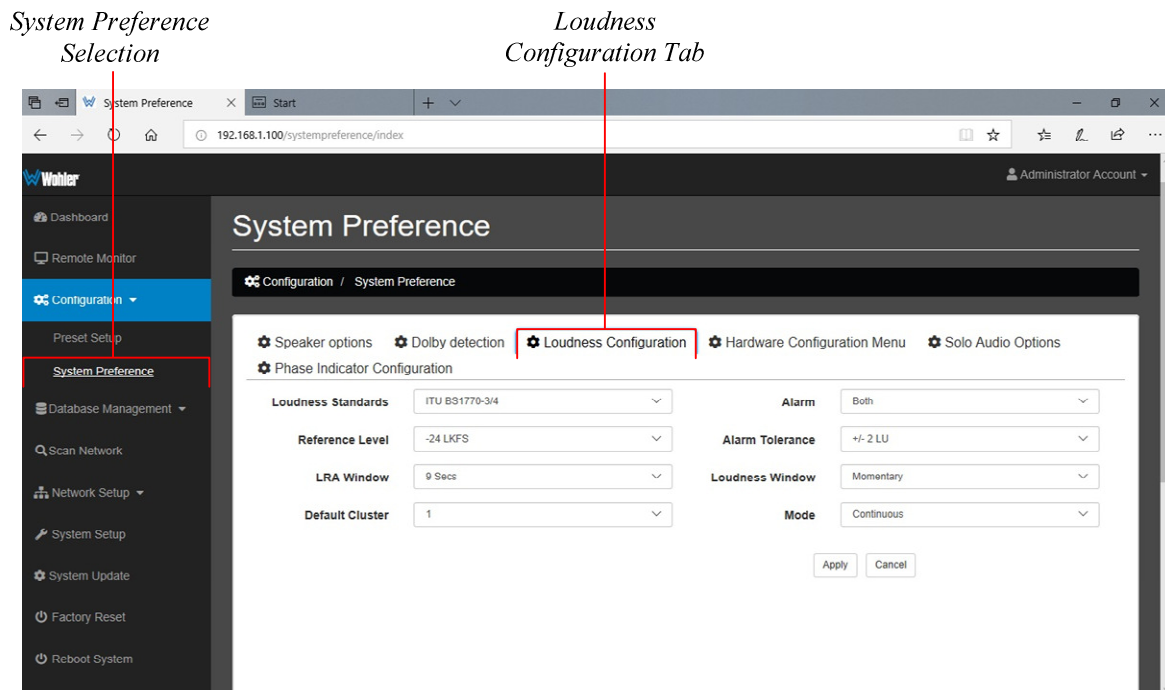 System Preference
Selection
Loudness
Configuration Tab
System Preference
Start
192.168.1.100/systempreference/index
Wohler
Administrator Account
Dashboard
Remote Monitor
Configuration
Preset Setup
System Preference
Database Management
Scan Network
Network Setup
System Setup
System Update
Factory Reset
Reboot System
System Preference
Configuration / System Preference
Speaker options Dolby detection Loudness Configuration Hardware Configuration Menu Solo Audio Options
Phase Indicator Configuration
Loudness Standards ITU BS1770-3/4 Alarm Both
Reference Level -24 LKFS Alarm Tolerance +/- 2 LU
LRA Window 9 Secs Loudness Window Momentary
Default Cluster 1 Mode Continuous
Apply Cancel